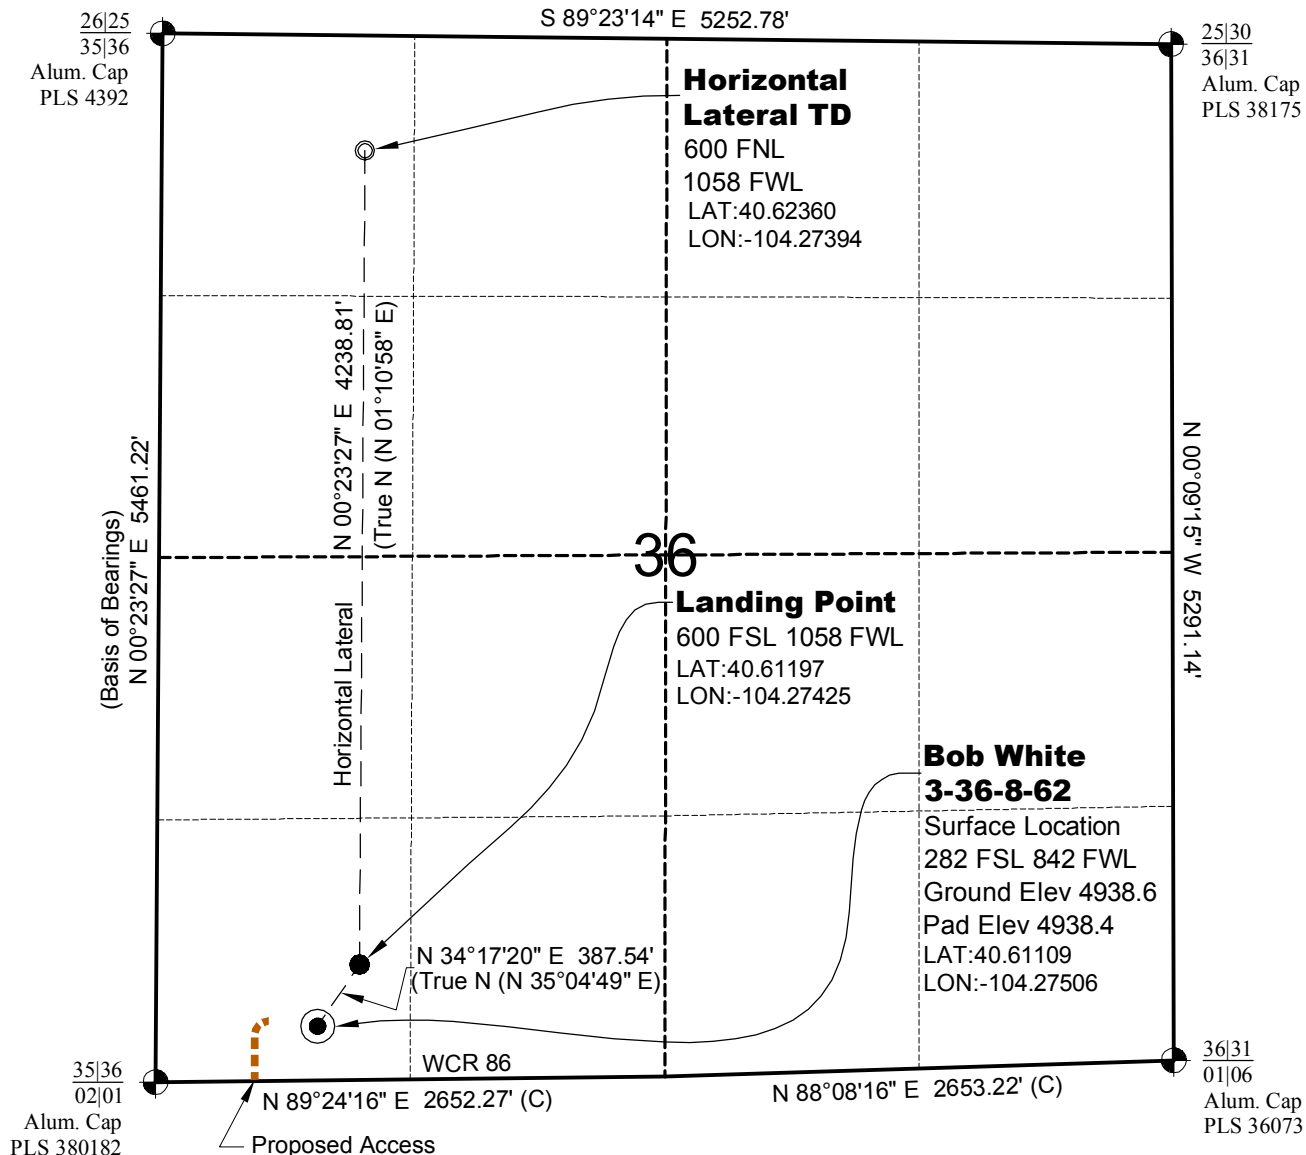 S 89°23'14" E 5252.78'
26|25
35|36
Alum. Cap
PLS 4392
25|30
36|31
Alum. Cap
PLS 38175
Horizontal
Lateral TD
600 FNL
1058 FWL
LAT:40.62360
LON:-104.27394
N 00°23'27" E 4238.81'
(True N (N 01°10'58" E)
Horizontal Lateral
(Basis of Bearings)
N 00°23'27" E 5461.22'
N 00°09'15" W 5291.14'
36
Landing Point
600 FSL 1058 FWL
LAT:40.61197
LON:-104.27425
Bob White
3-36-8-62
Surface Location
282 FSL 842 FWL
Ground Elev 4938.6
Pad Elev 4938.4
LAT:40.61109
LON:-104.27506
N 34°17'20" E 387.54'
(True N (N 35°04'49" E)
WCR 86
N 89°24'16" E 2652.27' (C)
N 88°08'16" E 2653.22' (C)
35|36
02|01
Alum. Cap
PLS 380182
Proposed Access
36|31
01|06
Alum. Cap
PLS 36073